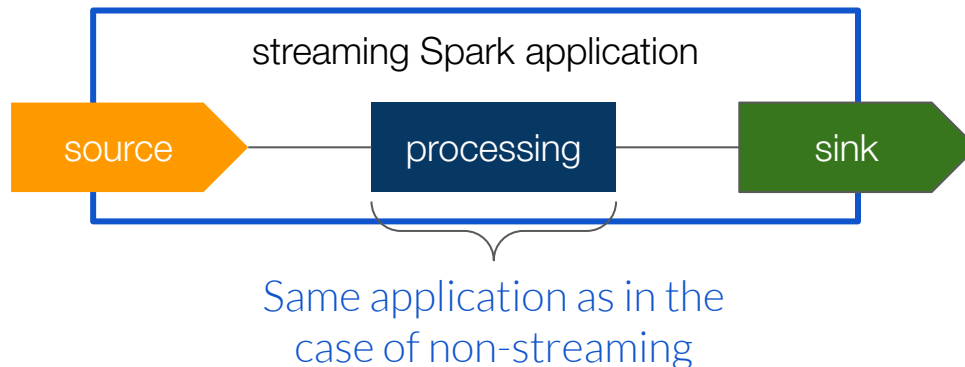 streaming Spark application
source
processing
sink
Same application as in the
case of non-streaming